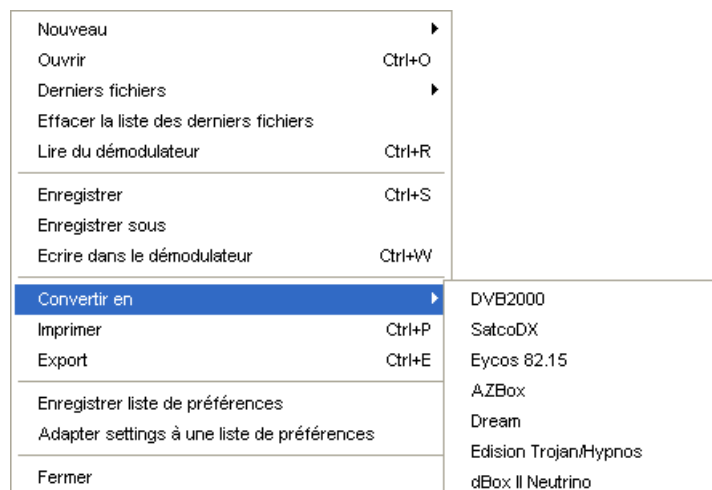 Nouveau
Ouvrir Ctrl+O
Derniers fichiers
Effacer la liste des derniers fichiers
Lire du démodulateur Ctrl+R
Enregistrer Ctrl+S
Enregistrer sous
Ecrire dans le démodulateur Ctrl+W
Convertir en
Imprimer Ctrl+P
Export Ctrl+E
Enregistrer liste de préférences
Adapter settings à une liste de préférences
Fermer
DVB2000
SatcoDX
Eycos 82.15
AZBox
Dream
Edision Trojan/Hypnos
dBox II Neutrino